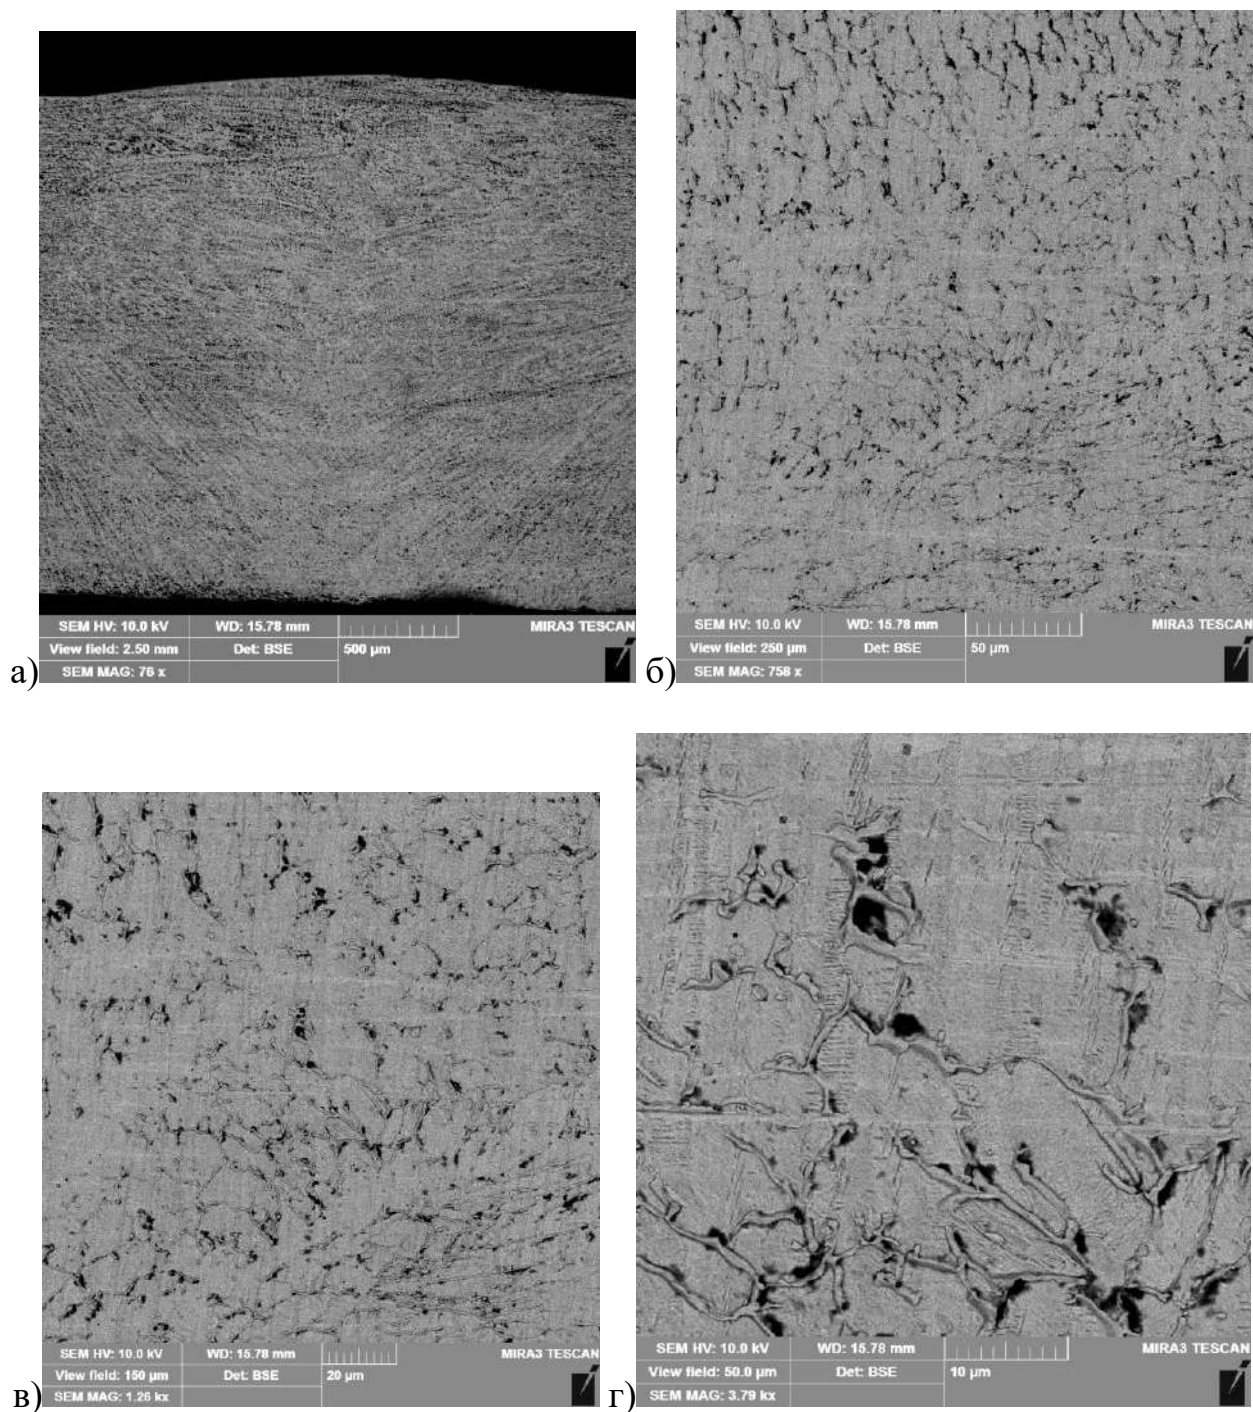 SEM HV: 10.0 kV WD: 15.78 mm MIRA3 TESCAN
View field: 2.50 mm Det: BSE 500 µm
SEM MAG: 76 x
а)
SEM HV: 10.0 kV WD: 15.78 mm MIRA3 TESCAN
View field: 250 µm Det: BSE 50 µm
SEM MAG: 758 x
б)
SEM HV: 10.0 kV WD: 15.78 mm MIRA3 TESCAN
View field: 150 µm Det: BSE 20 µm
SEM MAG: 1.26 kx
в)
SEM HV: 10.0 kV WD: 15.78 mm MIRA3 TESCAN
View field: 50.0 µm Det: BSE 10 µm
SEM MAG: 3.79 kx
г)